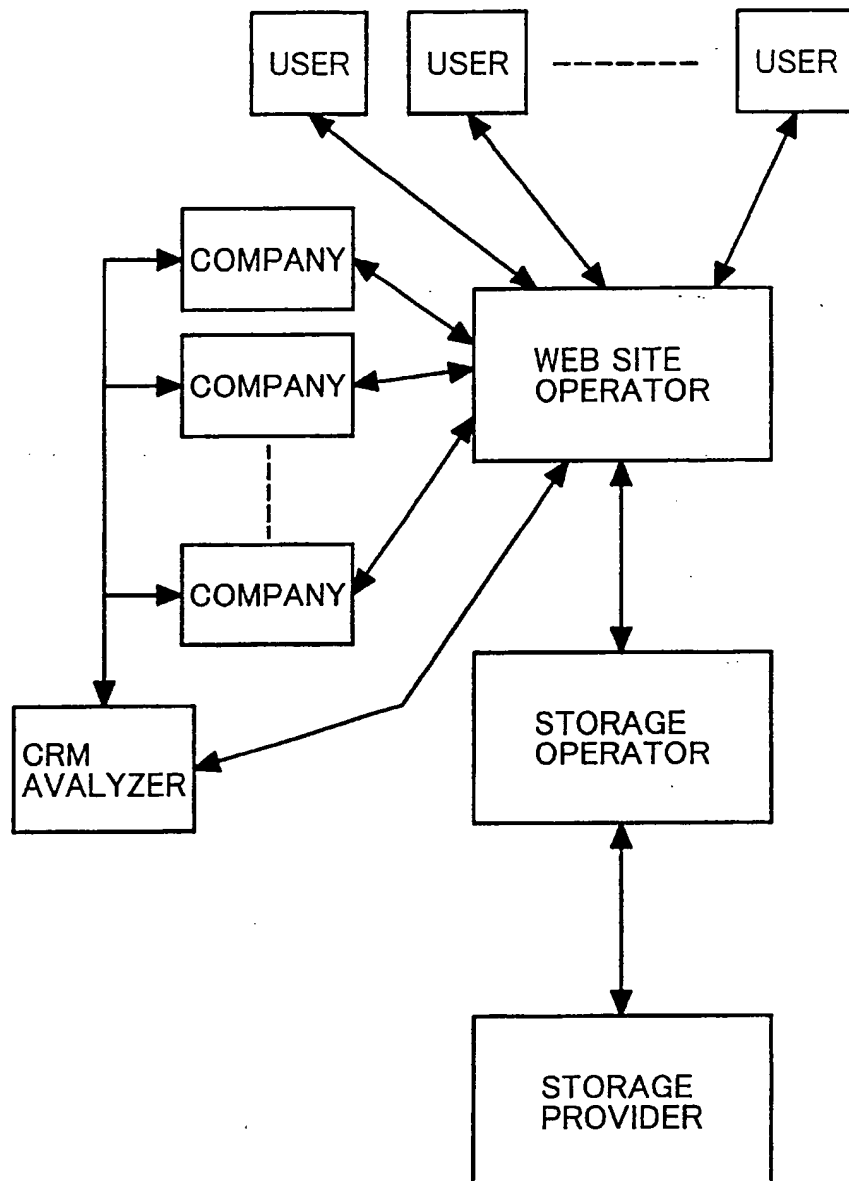 USER
USER
USER
COMPANY
COMPANY
COMPANY
WEB SITE
OPERATOR
CRM
AVALYZER
STORAGE
OPERATOR
STORAGE
PROVIDER